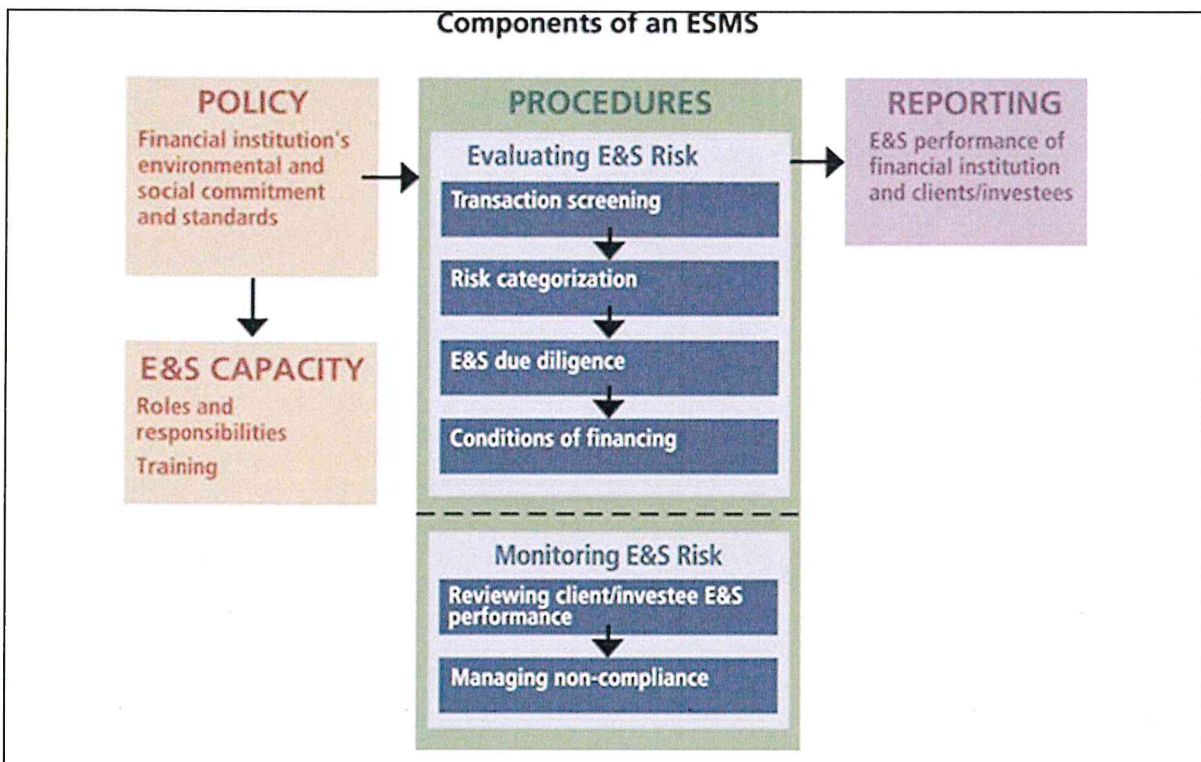 Components of an ESMS
POLICY
Financial institution's
environmental and
social commitment
and standards
E&S CAPACITY
Roles and
responsibilities
Training
PROCEDURES
Evaluating E&S Risk
Transaction screening
Risk categorization
E&S due diligence
Conditions of financing
Monitoring E&S Risk
Reviewing client/investee E&S
performance
Managing non-compliance
REPORTING
E&S performance of
financial institution
and clients/investees